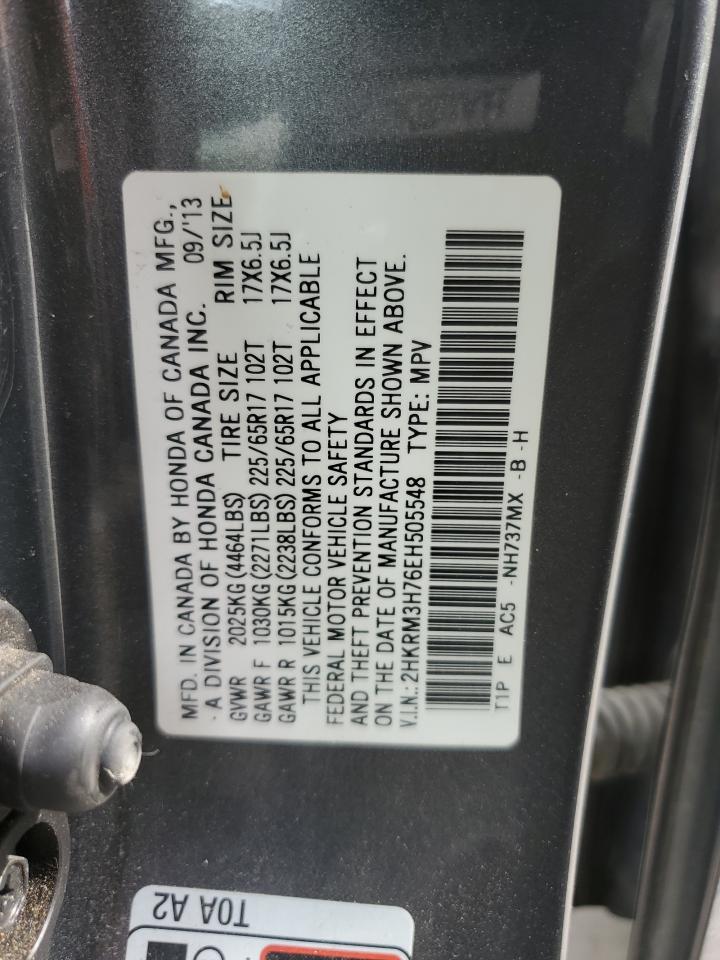 MFD. IN CANADA BY HONDA OF CANADA MFG.,
A DIVISION OF HONDA CANADA INC. 09/'13
GVWR 2025KG(4464LBS) TIRE SIZE RIM SIZE
GAWR F 1030KG(2271LBS)225/65R17 102T 17X6.5J
GAWR R 1015KG(2238LBS)225/65R17 102T 17X6.5J
THIS VEHICLE CONFORMS TO ALL APPLICABLE
FEDERAL MOTOR VEHICLE SAFETY
AND THEFT PREVENTION STANDARDS IN EFFECT
ON THE DATE OF MANUFACTURE SHOWN ABOVE.
V.I.N.:2HKRM3H76EH505548 TYPE: MPV
T1P E AC5 -NH737MX -B -H
T0A A2